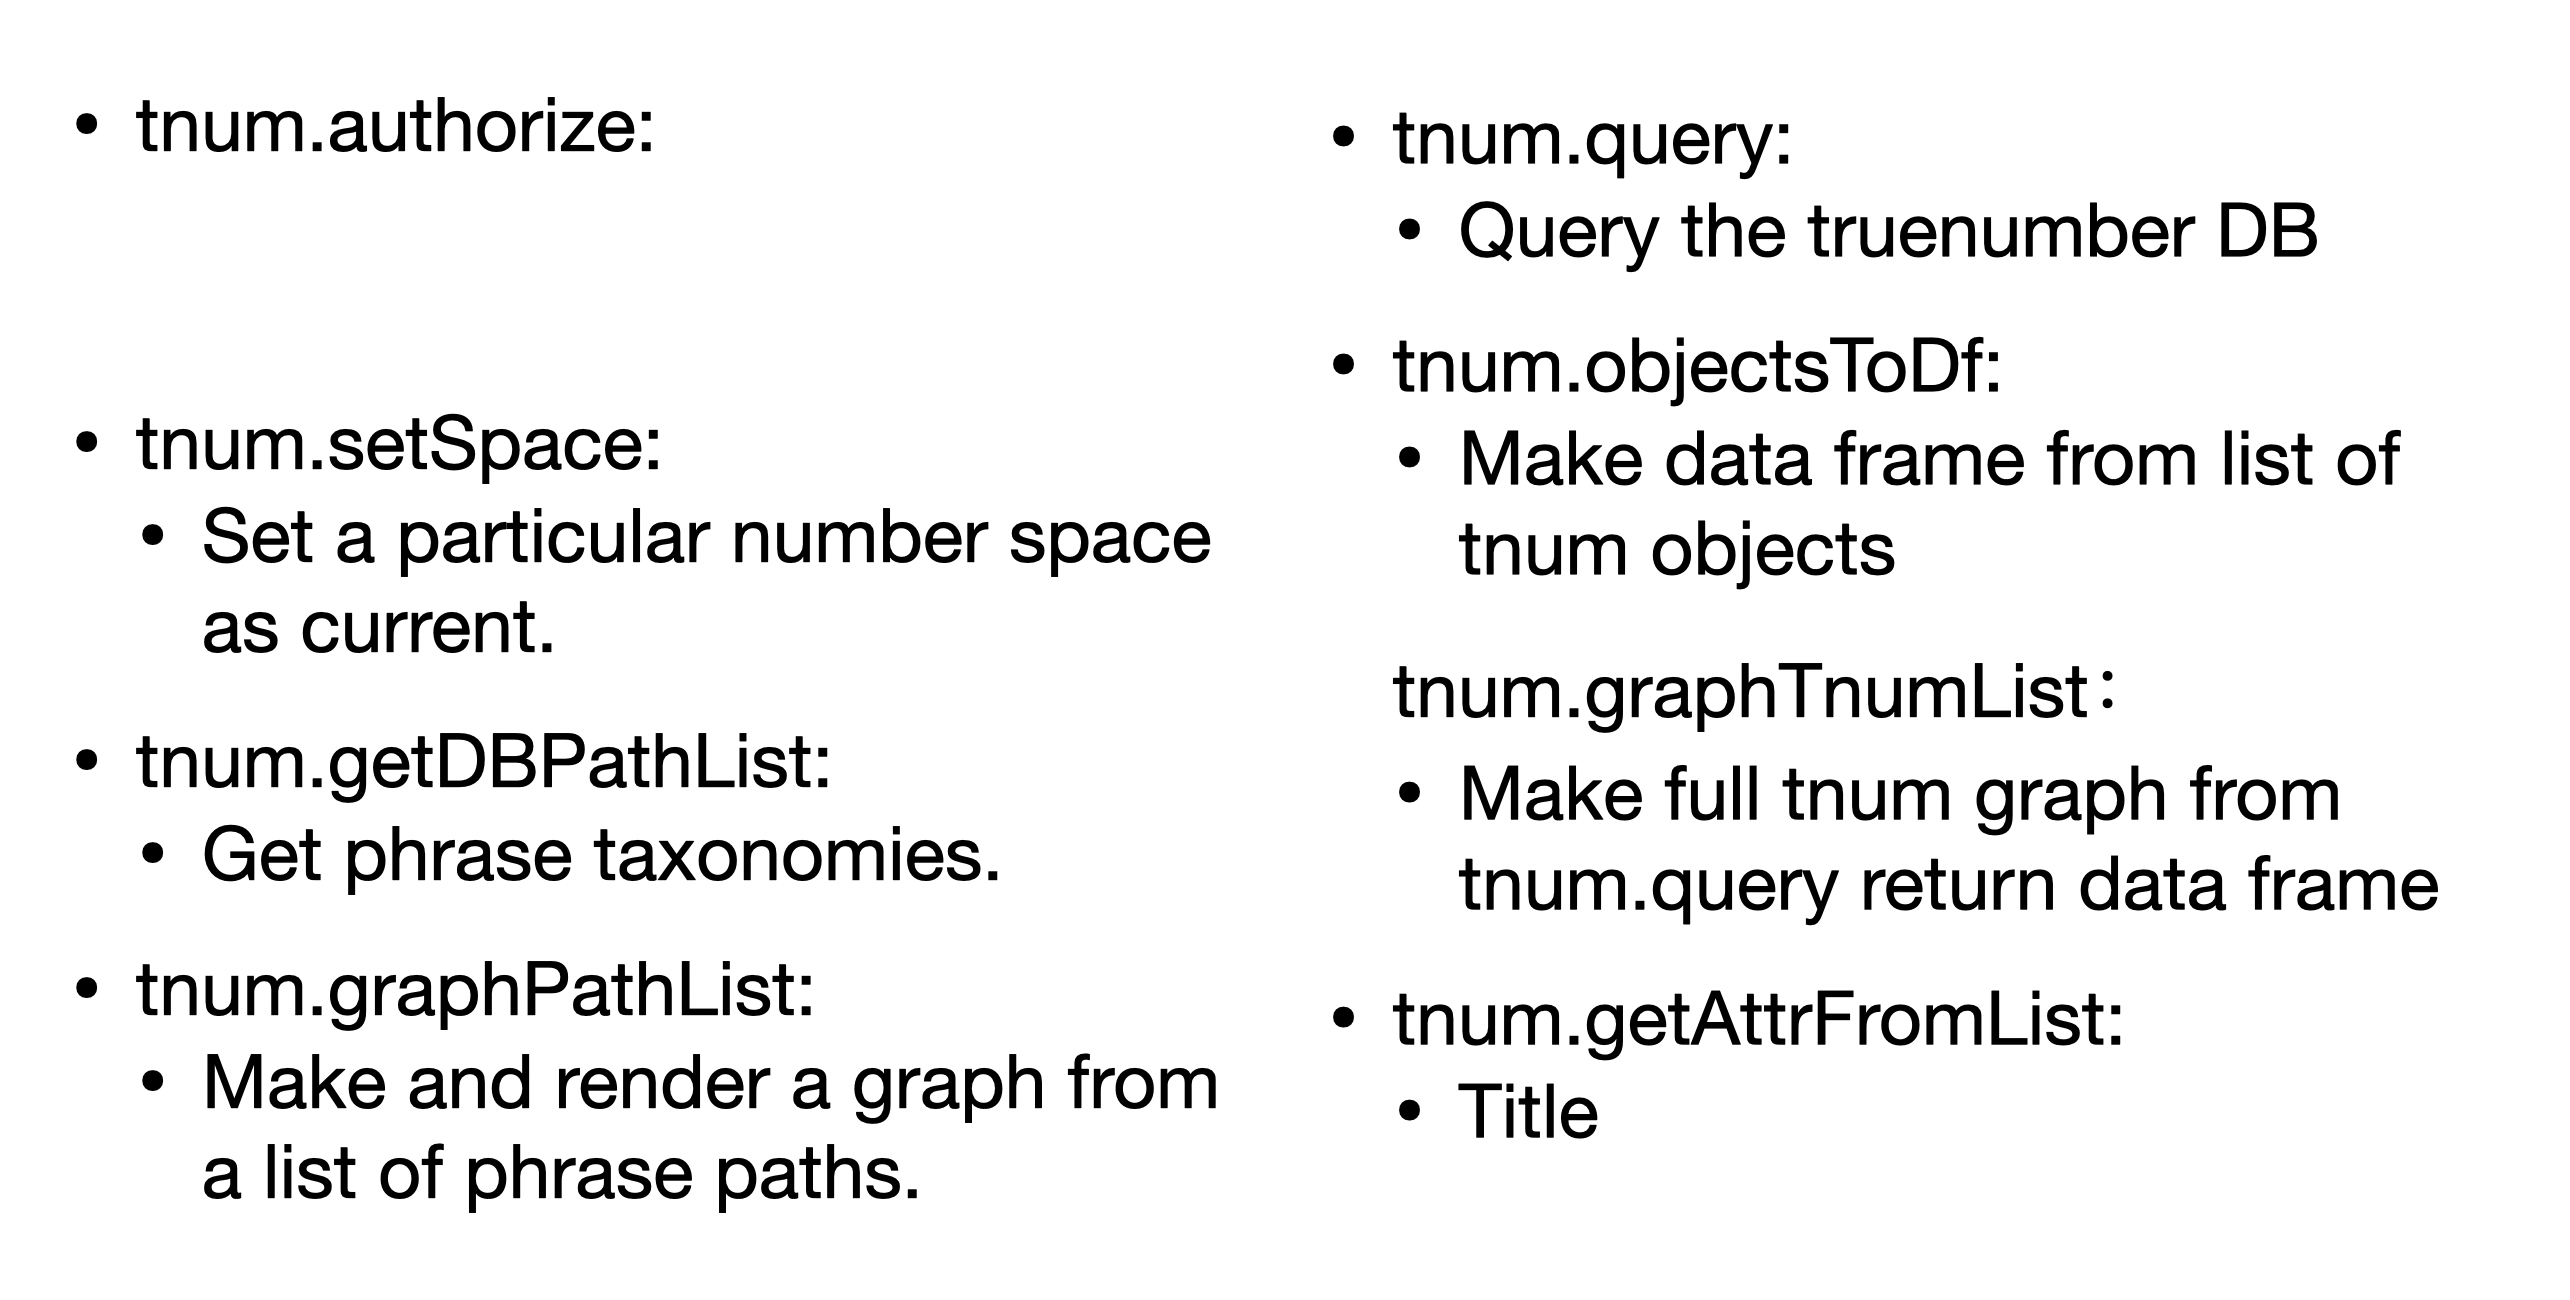 • tnum.authorize:
• tnum.setSpace:
• Set a particular number space
as current.
• tnum.getDBPathList:
• Get phrase taxonomies.
• tnum.graphPathList:
• Make and render a graph from
a list of phrase paths.
• tnum.query:
• Query the truenumber DB
• tnum.objectsToDf:
• Make data frame from list of
tnum objects
tnum.graphTnumList:
• Make full tnum graph from
tnum.query return data frame
• tnum.getAttrFromList:
• Title